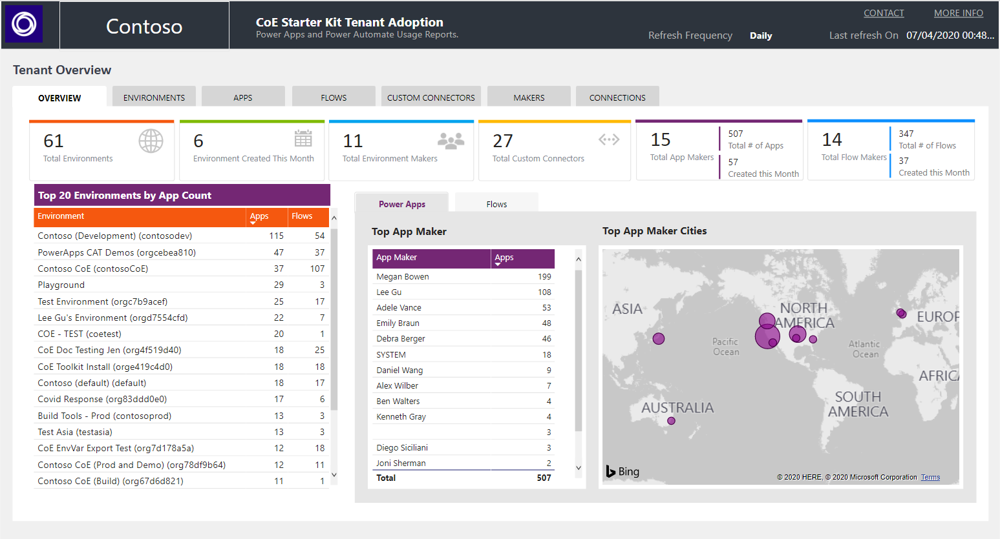 Contoso
CoE Starter Kit Tenant Adoption
Power Apps and Power Automate Usage Reports.
CONTACT MORE INFO
Refresh Frequency Daily Last refresh On 07/04/2020 00:48...
Tenant Overview
OVERVIEW ENVIRONMENTS APPS FLOWS CUSTOM CONNECTORS MAKERS CONNECTIONS
61
Total Environments
6
Environment Created This Month
11
Total Environment Makers
27
Total Custom Connectors
15
Total App Makers
507
Total # of Apps
57
Created this Month
14
Total Flow Makers
347
Total # of Flows
37
Created this Month
Top 20 Environments by App Count
Environment Apps Flows
Contoso (Development) (contosodev) 115 54
PowerApps CAT Demos (orgcebea810) 47 37
Contoso CoE (contosoCoE) 37 107
Playground 29 3
Test Environment (orgc7b9acef) 25 17
Lee Gu's Environment (orgd7554cfd) 22 7
COE - TEST (coetest) 20 1
CoE Doc Testing Jen (org4f519d40) 18 25
CoE Toolkit Install (orge419c4d0) 18 18
Contoso (default) (default) 18 17
Covid Response (org83ddd0e0) 17 6
Build Tools - Prod (contosoprod) 13 3
Test Asia (testasia) 13 3
CoE EnvVar Export Test (org7d178a5a) 12 18
Contoso CoE (Prod and Demo) (org78df9b64) 12 11
Contoso CoE (Build) (org67d6d821) 11 1
Power Apps Flows
Top App Maker
App Maker Apps
Megan Bowen 199
Lee Gu 108
Adele Vance 53
Emily Braun 48
Debra Berger 46
SYSTEM 18
Daniel Wang 9
Alex Wilber 7
Ben Walters 4
Kenneth Gray 4
3
Diego Siciliani 3
Joni Sherman 2
Total 507
Top App Maker Cities
ASIA
NORTH
AMERICA
EUROP
Pacific
Ocean
Atlantic
Ocean
AFRICA
SOUTH
AMERICA
AUSTRALIA
Bing
© 2020 HERE, © 2020 Microsoft Corporation Terms